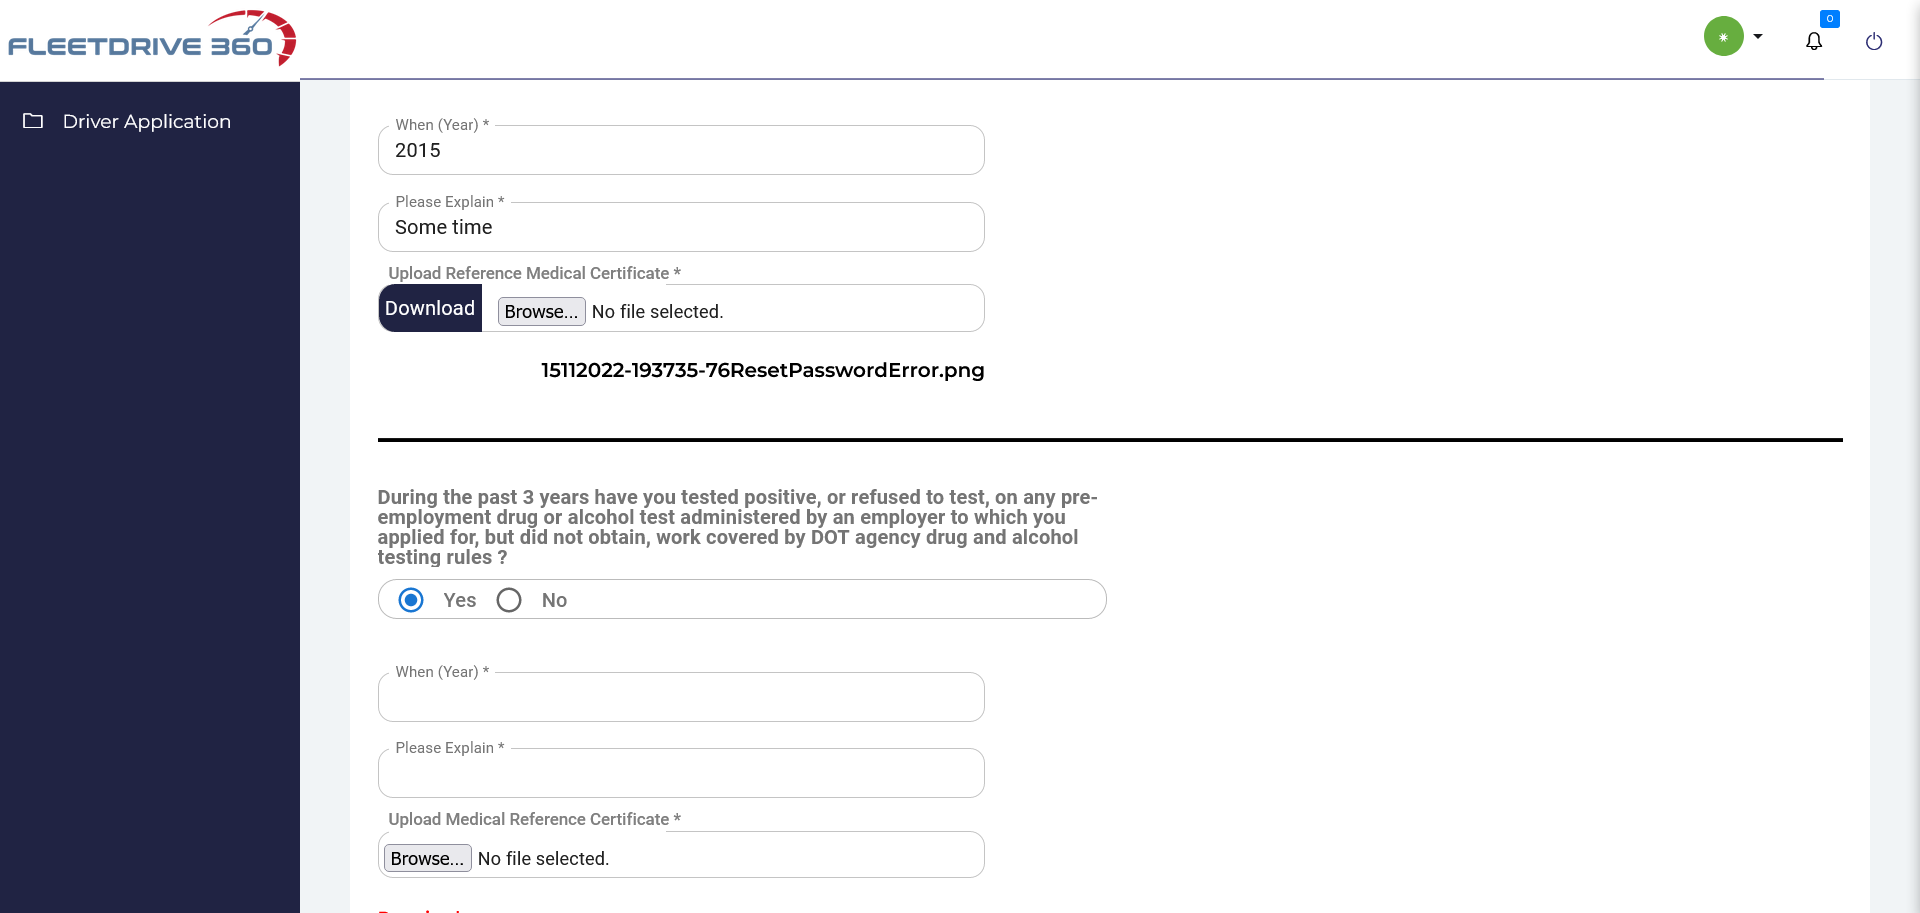 FLEETDRIVE 360
0
Driver Application
When (Year) *
2015
Please Explain *
Some time
Upload Reference Medical Certificate *
Download Browse... No file selected.
15112022-193735-76ResetPasswordError.png
During the past 3 years have you tested positive, or refused to test, on any pre-
employment drug or alcohol test administered by an employer to which you
applied for, but did not obtain, work covered by DOT agency drug and alcohol
testing rules ?
Yes No
When (Year) *
Please Explain *
Upload Medical Reference Certificate *
Browse... No file selected.